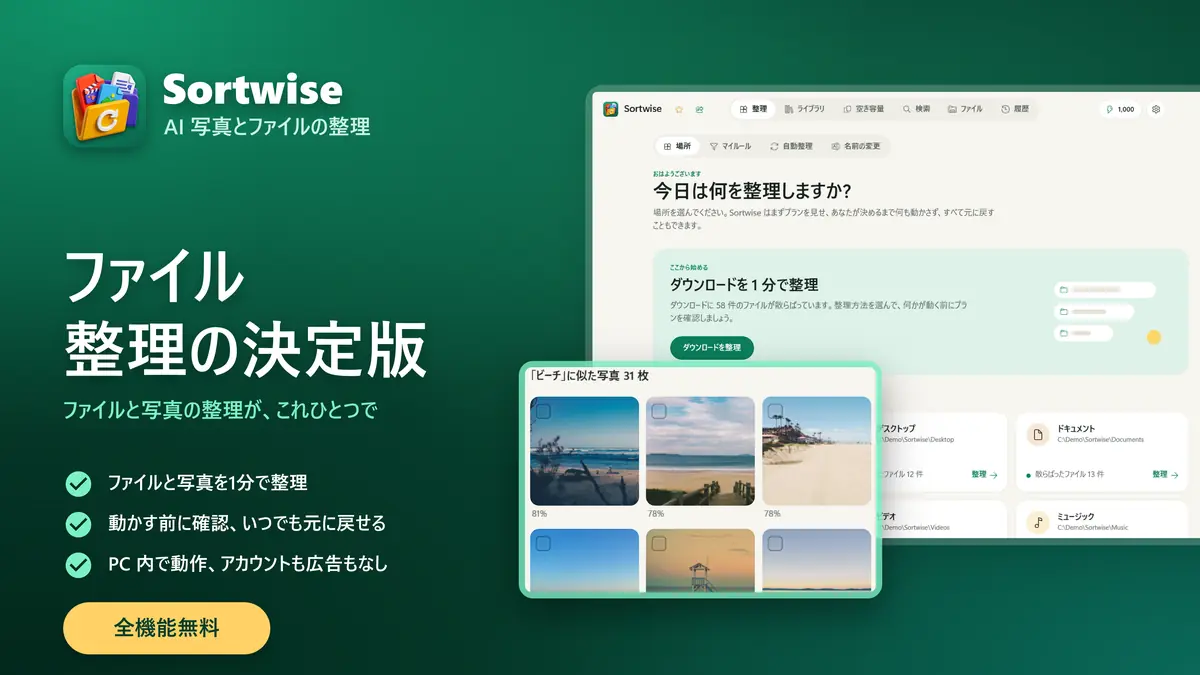 Sortwise
AI 写真とファイルの整理
ファイル
整理の決定版
ファイルと写真の整理が、これひとつで
ファイルと写真を1分で整理
動かす前に確認、いつでも元に戻せる
PC 内で動作、アカウントも広告もなし
全機能無料
Sortwise
整理
ライブラリ
空き容量
検索
ファイル
履歴
1,000
場所
マイルール
自動整理
名前の変更
おはようございます
今日は何を整理しますか?
場所を選んでください。Sortwise はまずプランを見せ、あなたが決めるまで何も動かさず、すべて元に戻す
こともできます。
ここから始める
ダウンロードを 1 分で整理
ダウンロードに 58 件のファイルが散らばっています。整理方法を選んで、何かが動く前にプラ
ンを確認しましょう。
ダウンロードを整理
「ビーチ」に似た写真 31 枚
81%
78%
78%
デスクトップ
C:\Demo\Sortwise\Desktop
ファイル 12 件
整理 →
ドキュメント
C:\Demo\Sortwise\Documents
散らばったファイル 13 件
整理 →
ビデオ
C:\Demo\Sortwise\Videos
ミュージック
C:\Demo\Sortwise\Music